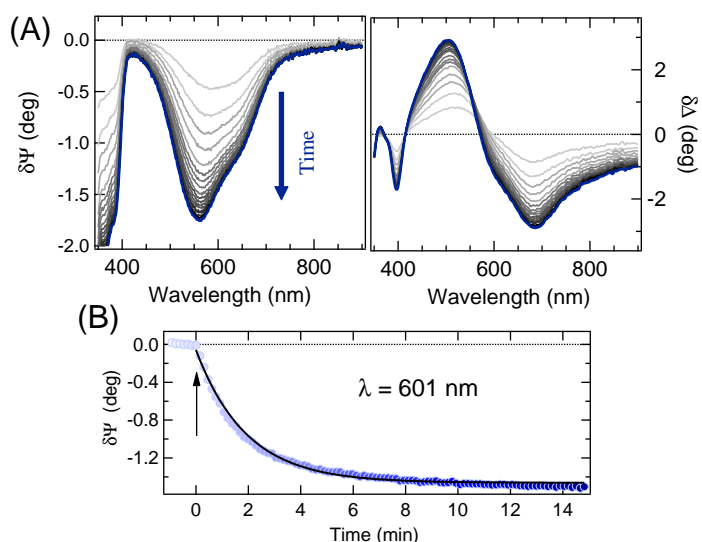 (A)
0.0
-0.5
-1.0
-1.5
-2.0
δΨ (deg)
Time
400 600 800
Wavelength (nm)
2
0
-2
δΔ (deg)
400 600 800
Wavelength (nm)
(B)
0.0
-0.4
-0.8
-1.2
δΨ (deg)
λ = 601 nm
0 2 4 6 8 10 12 14
Time (min)